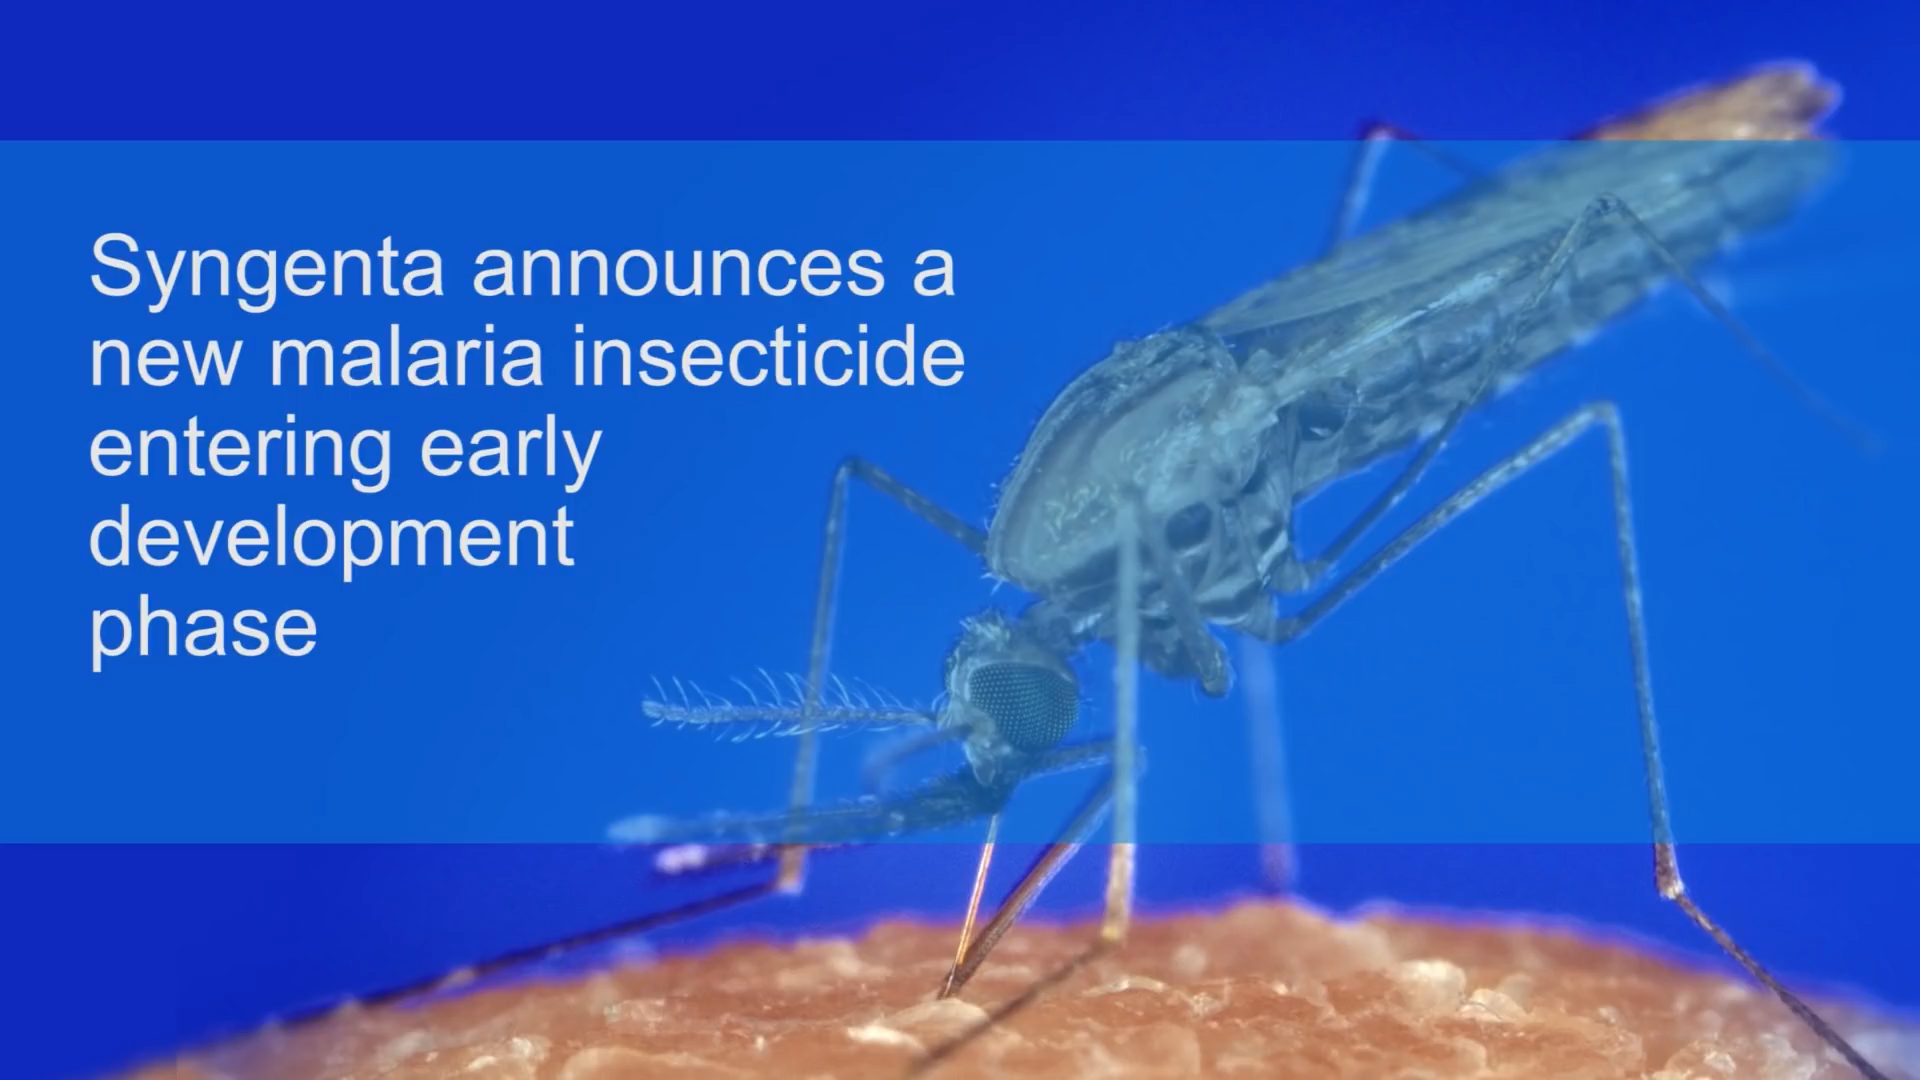 Syngenta announces a
new malaria insecticide
entering early
development
phase